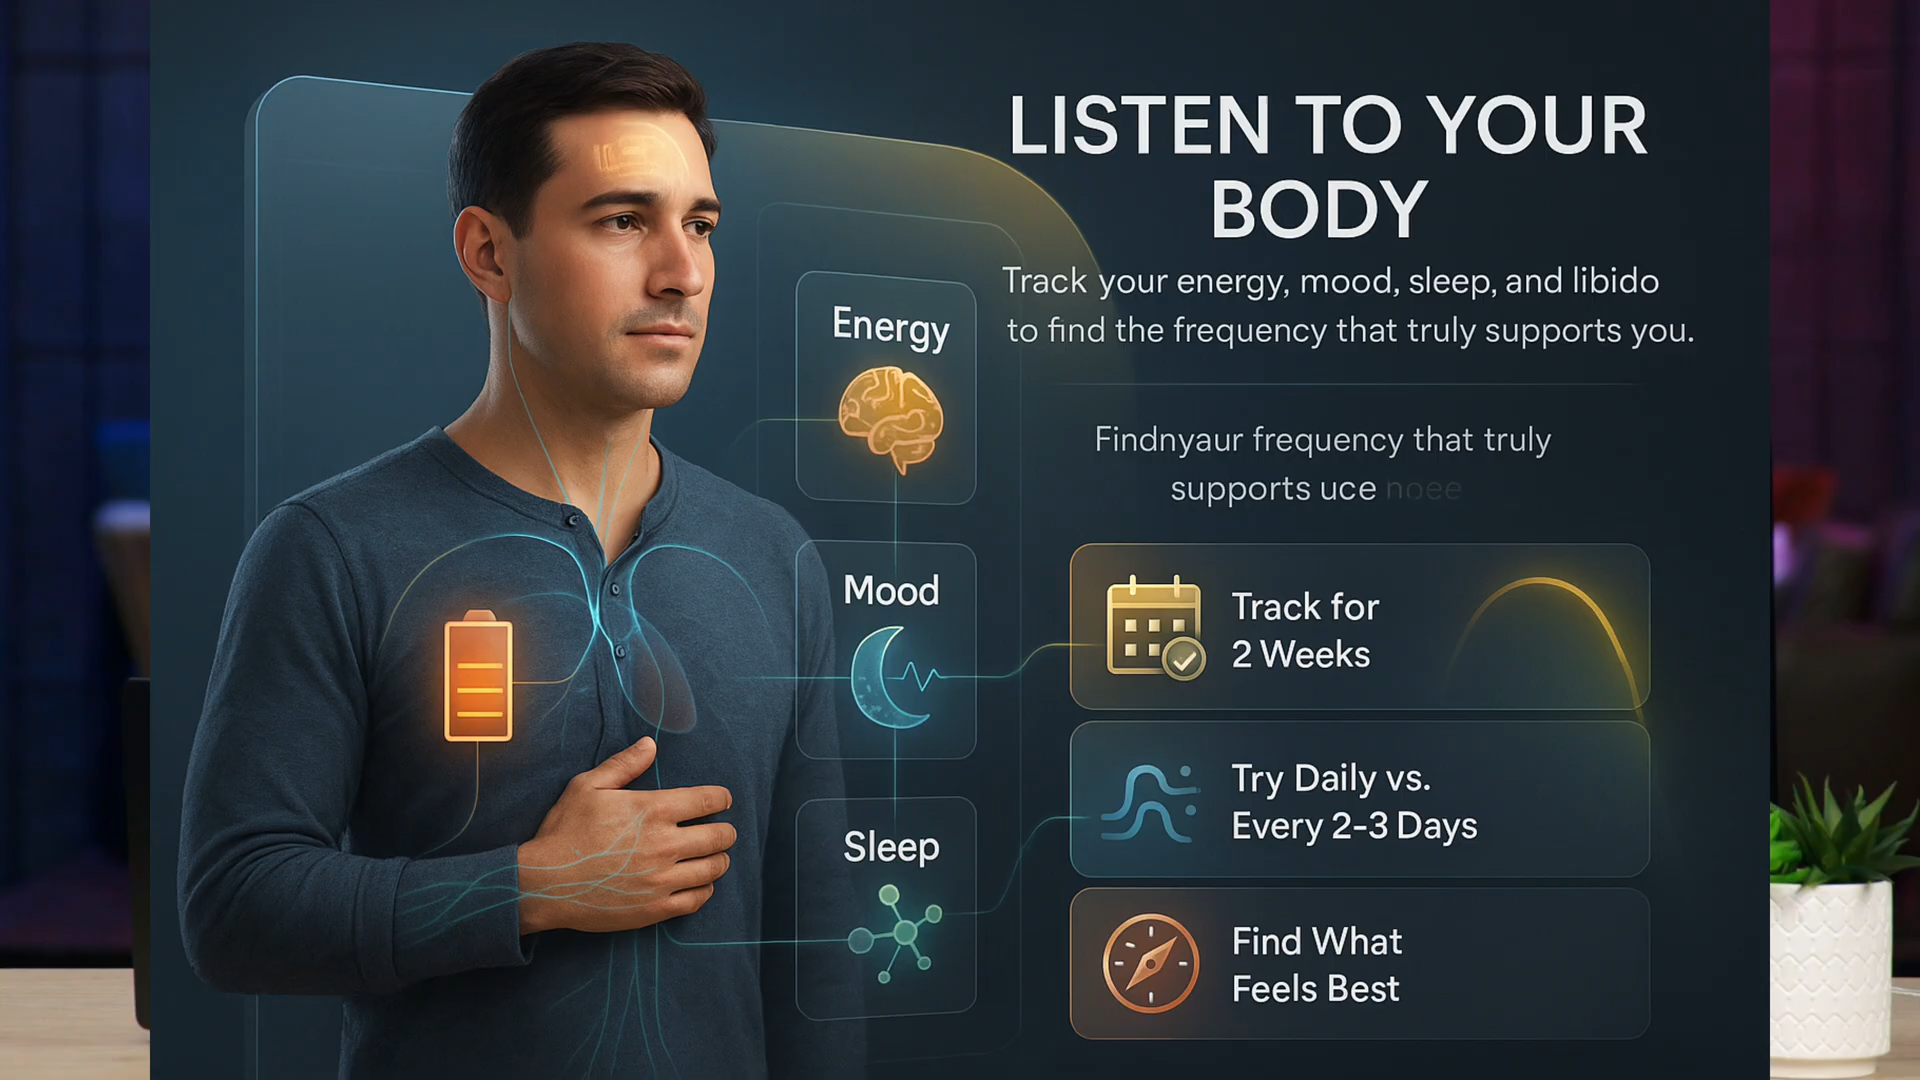 LISTEN TO YOUR
BODY
Track your energy, mood, sleep, and libido
to find the frequency that truly supports you.
Findnyaur frequency that truly
supports uce noee
Energy
Mood
Sleep
Track for
2 Weeks
Try Daily vs.
Every 2-3 Days
Find What
Feels Best